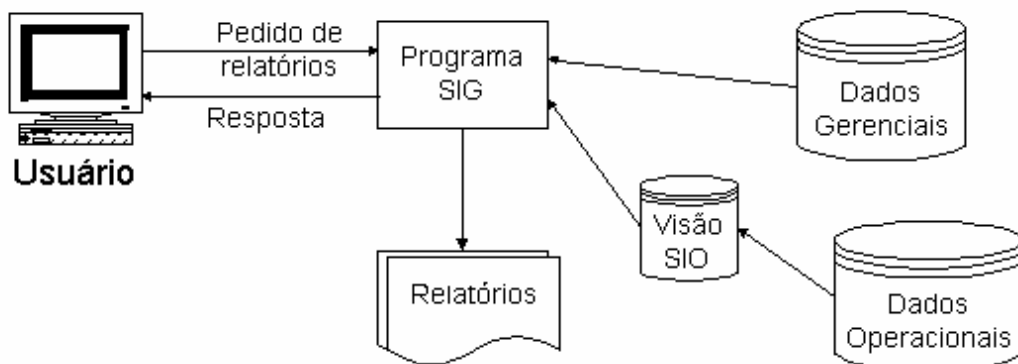 Pedido de
relatórios
Resposta
Usuário
Programa
SIG
Dados
Gerenciais
Visão
SIO
Relatórios
Dados
Operacionais